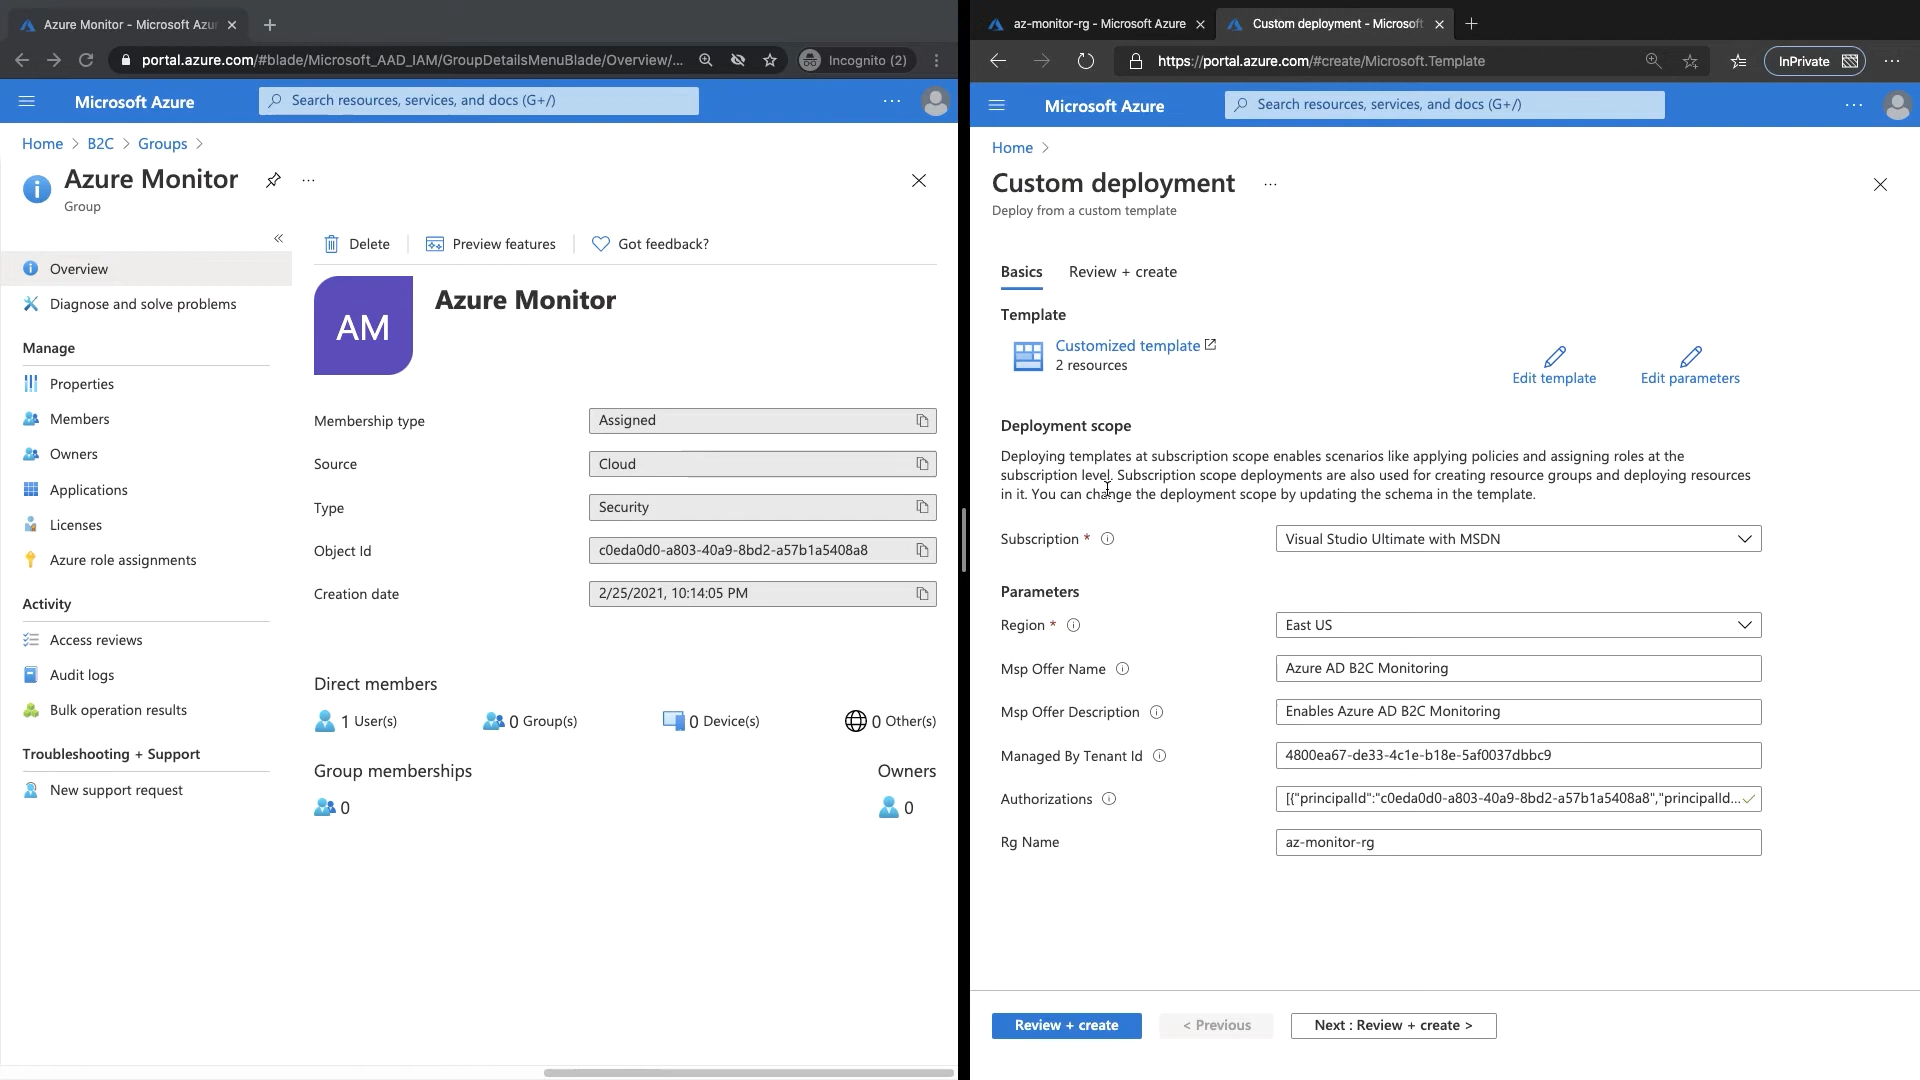 Azure Monitor - Microsoft Azur
portal.azure.com/#blade/Microsoft_AAD_IAM/GroupDetailsMenuBlade/Overview/...
Incognito (2)
Microsoft Azure
Search resources, services, and docs (G+/)
Home > B2C > Groups >
Azure Monitor
Group
Delete
Preview features
Got feedback?
Overview
Diagnose and solve problems
Manage
Properties
Members
Owners
Applications
Licenses
Azure role assignments
Activity
Access reviews
Audit logs
Bulk operation results
Troubleshooting + Support
New support request
AM
Azure Monitor
Membership type
Assigned
Source
Cloud
Type
Security
Object Id
c0eda0d0-a803-40a9-8bd2-a57b1a5408a8
Creation date
2/25/2021, 10:14:05 PM
Direct members
1 User(s)
0 Group(s)
0 Device(s)
0 Other(s)
Group memberships
Owners
0
0
az-monitor-rg - Microsoft Azure
Custom deployment - Microsoft
https://portal.azure.com/#create/Microsoft.Template
InPrivate
Microsoft Azure
Search resources, services, and docs (G+/)
Home >
Custom deployment
Deploy from a custom template
Basics
Review + create
Template
Customized template
2 resources
Edit template
Edit parameters
Deployment scope
Deploying templates at subscription scope enables scenarios like applying policies and assigning roles at the
subscription level. Subscription scope deployments are also used for creating resource groups and deploying resources
in it. You can change the deployment scope by updating the schema in the template.
Subscription *
Visual Studio Ultimate with MSDN
Parameters
Region *
East US
Msp Offer Name
Azure AD B2C Monitoring
Msp Offer Description
Enables Azure AD B2C Monitoring
Managed By Tenant Id
4800ea67-de33-4c1e-b18e-5af0037dbbc9
Authorizations
[{"principalId":"c0eda0d0-a803-40a9-8bd2-a57b1a5408a8","principalId...
Rg Name
az-monitor-rg
Review + create
< Previous
Next : Review + create >